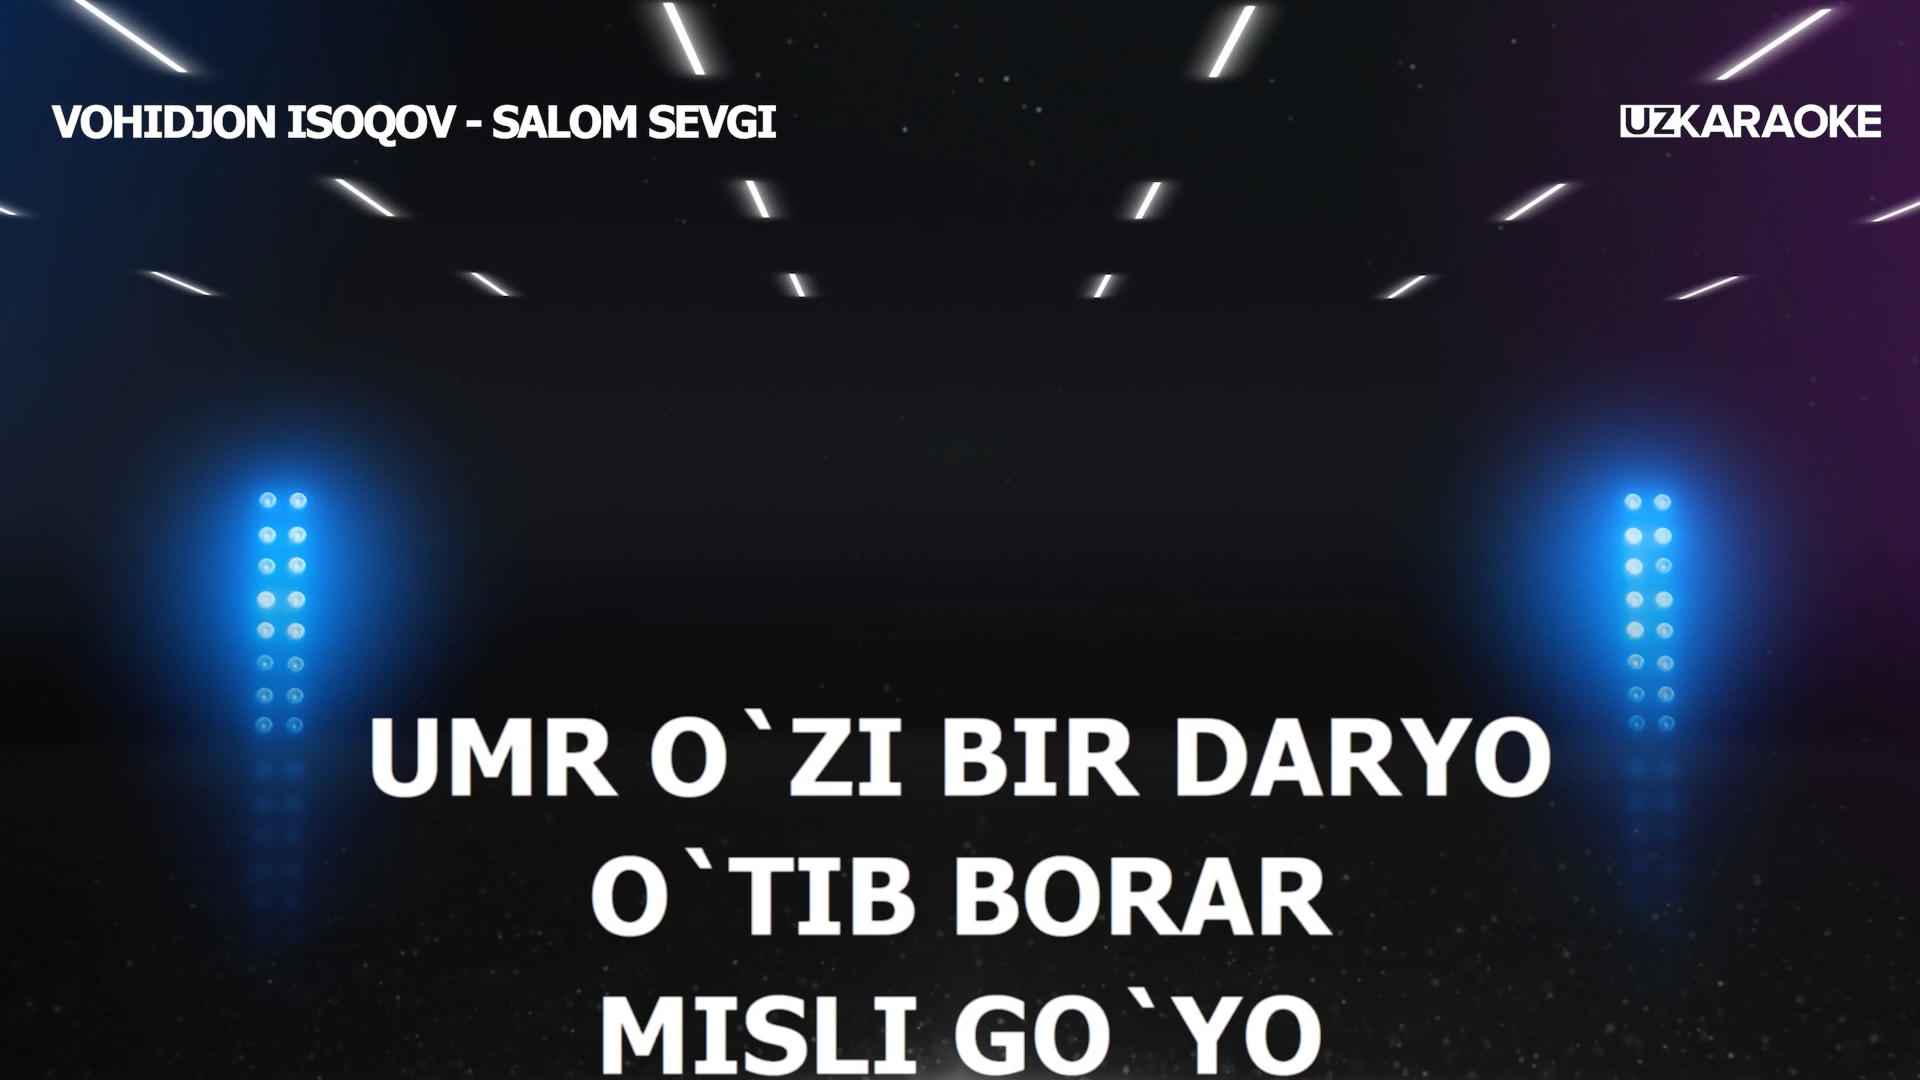 VOHIDJON ISOQOV - SALOM SEVGI
UZKARAOKE
UMR O`ZI BIR DARYO
O`TIB BORAR
MISLI GO`YO